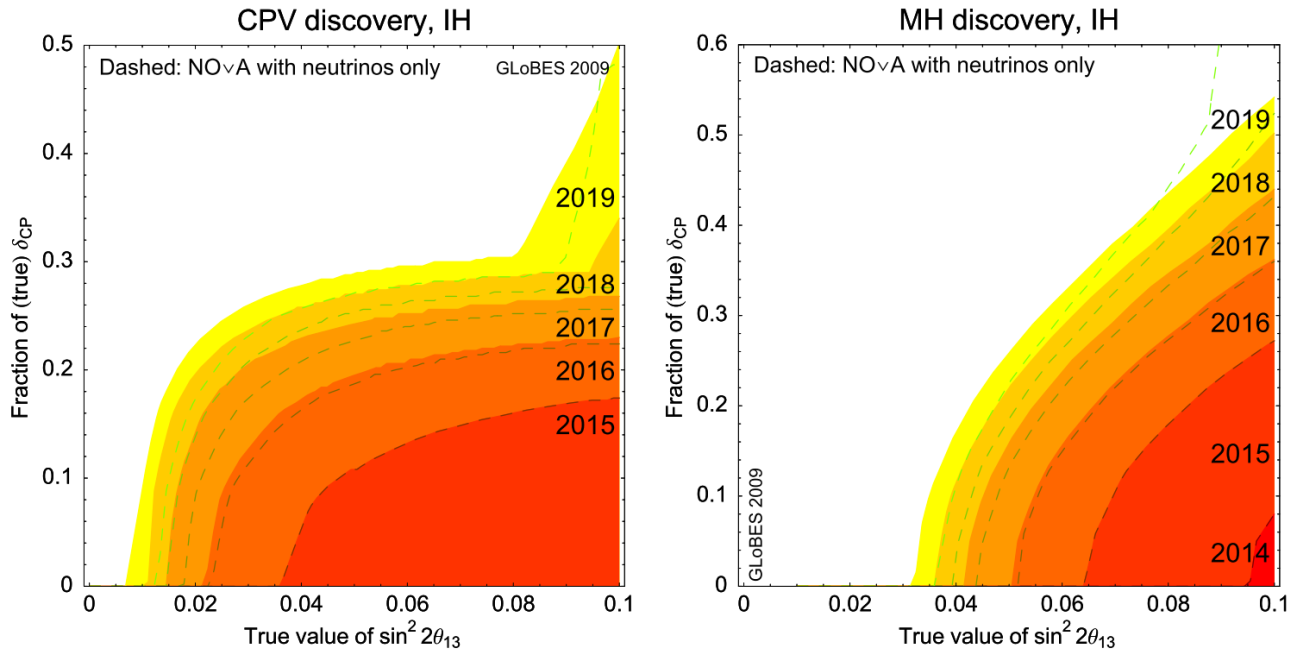 CPV discovery, IH
Dashed: NOνA with neutrinos only
GLoBES 2009
0.5
0.4
0.3
0.2
0.1
0
Fraction of (true) δCP
2019
2018
2017
2016
2015
0 0.02 0.04 0.06 0.08 0.1
True value of sin² 2θ13
MH discovery, IH
Dashed: NOνA with neutrinos only
0.6
0.5
0.4
0.3
0.2
0.1
0
Fraction of (true) δCP
GLoBES 2009
2019
2018
2017
2016
2015
2014
0 0.02 0.04 0.06 0.08 0.1
True value of sin² 2θ13